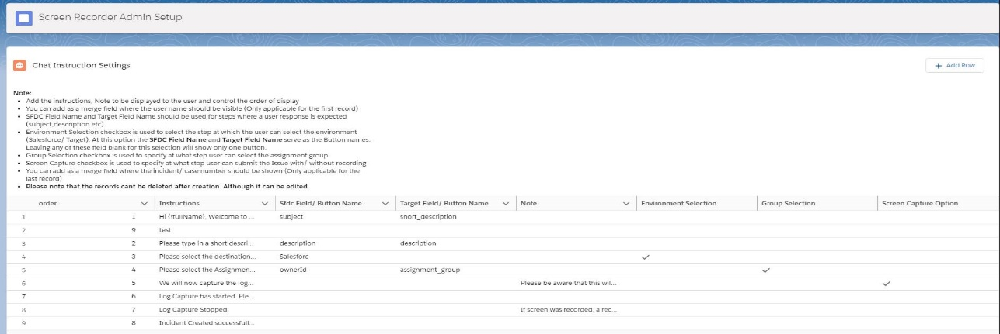 Screen Recorder Admin Setup
Chat Instruction Settings
+ Add Row
Note:
• Add the instructions, Note to be displayed to the user and control the order of display
• You can add as a merge field where the user name should be visible (Only applicable for the first record)
• SFDC Field Name and Target Field Name should be used for steps where a user response is expected
(subject,description etc)
• Environment Selection checkbox is used to select the step at which the user can select the environment
(Salesforce/ Target). At this option the SFDC Field Name and Target Field Name serve as the Button names.
Leaving any of these field blank for this selection will show only one button.
• Group Selection checkbox is used to specify at what step user can select the assignment group
• Screen Capture checkbox is used to specify at what step user can submit the Issue with/ without recording
• You can add as a merge field where the incident/ case number should be shown (Only applicable for the
last record)
• Please note that the records cant be deleted after creation. Although it can be edited.
order Instructions Sfdc Field/ Button Name Target Field/ Button Name Note Environment Selection Group Selection Screen Capture Option
1 1 Hi {!fullName}, Welcome to ... subject short_description
2 9 test
3 2 Please type in a short descri... description description
4 3 Please select the destination... Salesforc ✓
5 4 Please select the Assignmen... ownerId assignment_group ✓
6 5 We will now capture the log... Please be aware that this wil... ✓
7 6 Log Capture has started. Ple...
8 7 Log Capture Stopped. If screen was recorded, a rec...
9 8 Incident Created successfull...